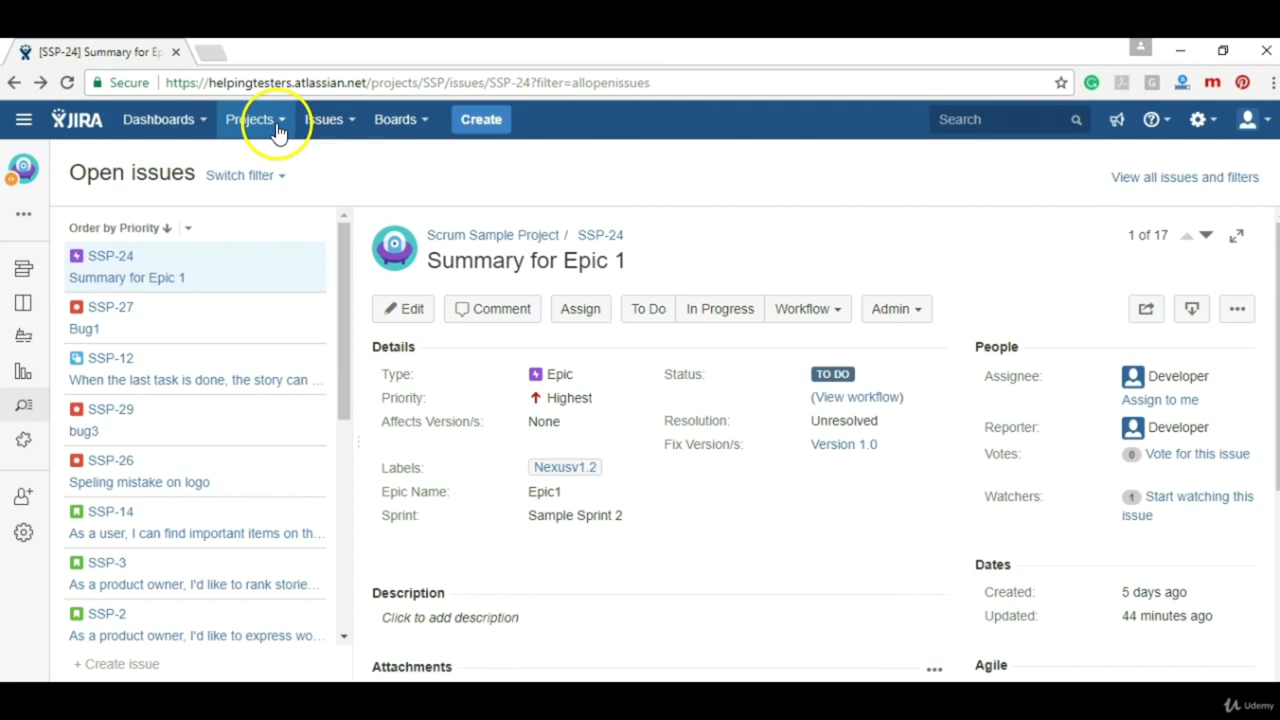 [SSP-24] Summary for Ep
Secure https://helpingtesters.atlassian.net/projects/SSP/issues/SSP-24?filter=allopenissues
JIRA Dashboards Projects Issues Boards Create Search
Open issues Switch filter
View all issues and filters
Order by Priority
SSP-24
Summary for Epic 1
SSP-27
Bug1
SSP-12
When the last task is done, the story can ...
SSP-29
bug3
SSP-26
Speling mistake on logo
SSP-14
As a user, I can find important items on th...
SSP-3
As a product owner, I'd like to rank storie...
SSP-2
As a product owner, I'd like to express wo...
+ Create issue
Scrum Sample Project / SSP-24
1 of 17
Summary for Epic 1
Edit Comment Assign To Do In Progress Workflow Admin
Details
Type: Epic
Status: TO DO
(View workflow)
Priority: Highest
Affects Version/s: None
Resolution: Unresolved
Fix Version/s: Version 1.0
Labels: Nexusv1.2
Epic Name: Epic1
Sprint: Sample Sprint 2
Description
Click to add description
Attachments
People
Assignee: Developer
Assign to me
Reporter: Developer
Votes: 0 Vote for this issue
Watchers: 1 Start watching this
issue
Dates
Created: 5 days ago
Updated: 44 minutes ago
Agile
Udemy